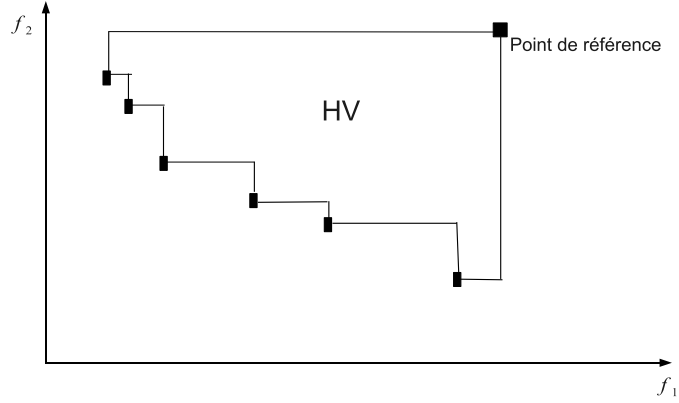 f₂
Point de référence
HV
f₁